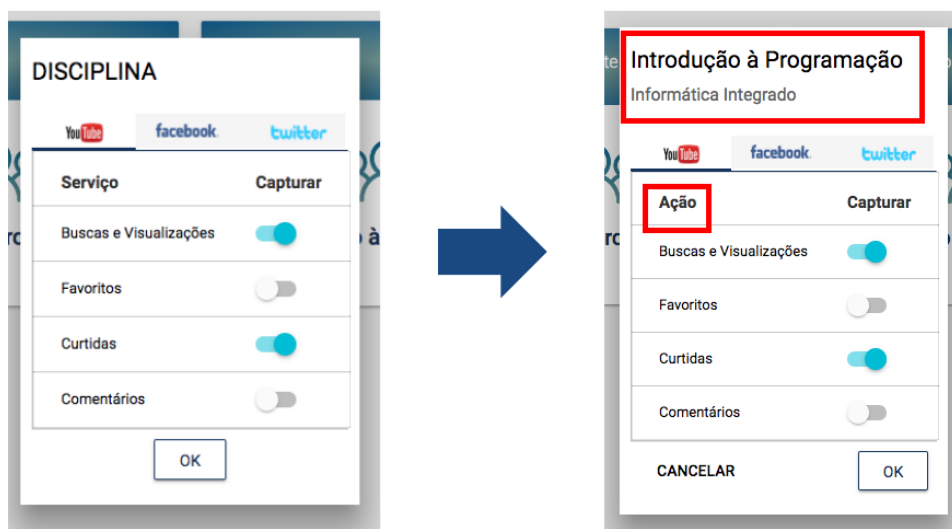 DISCIPLINA
YouTube facebook. twitter
Serviço Capturar
Buscas e Visualizações
Favoritos
Curtidas
Comentários
OK
Introdução à Programação
Informática Integrado
YouTube facebook. twitter
Ação Capturar
Buscas e Visualizações
Favoritos
Curtidas
Comentários
CANCELAR OK